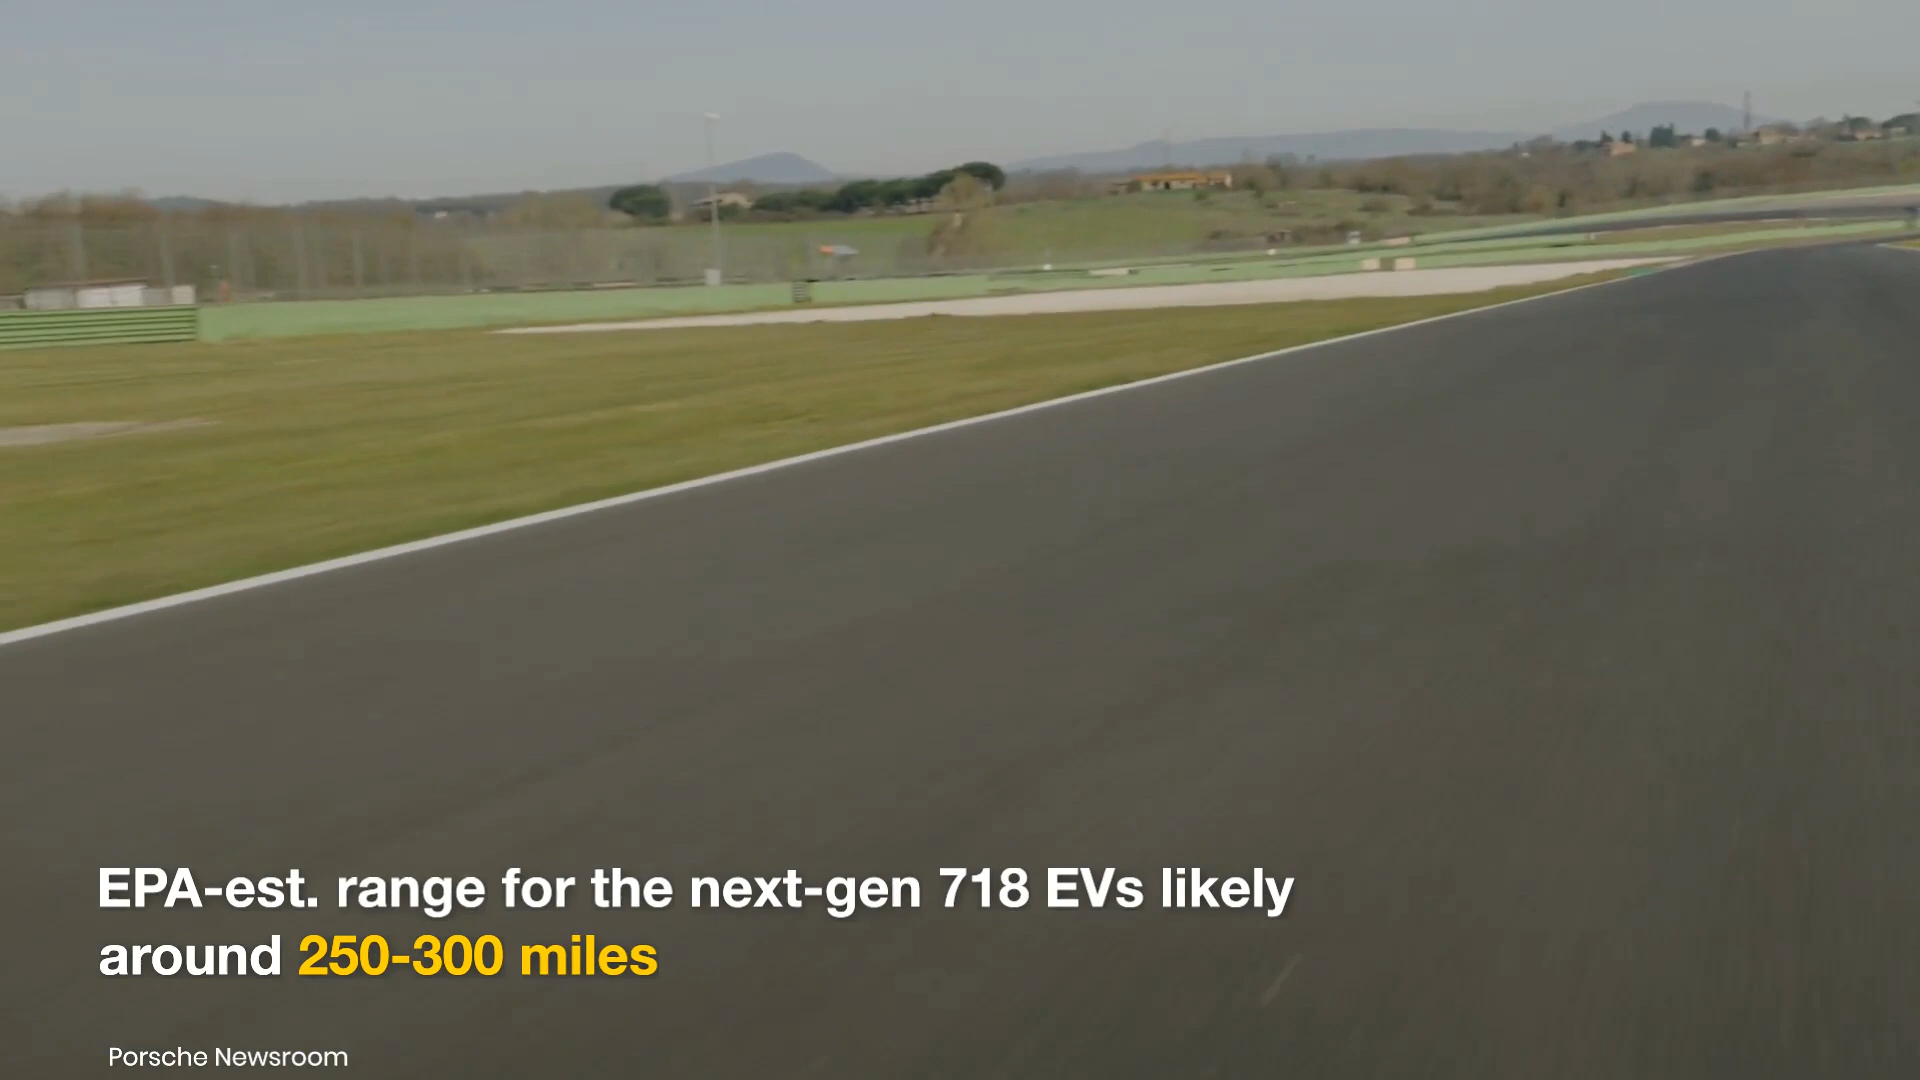 EPA-est. range for the next-gen 718 EVs likely
around 250-300 miles
Porsche Newsroom